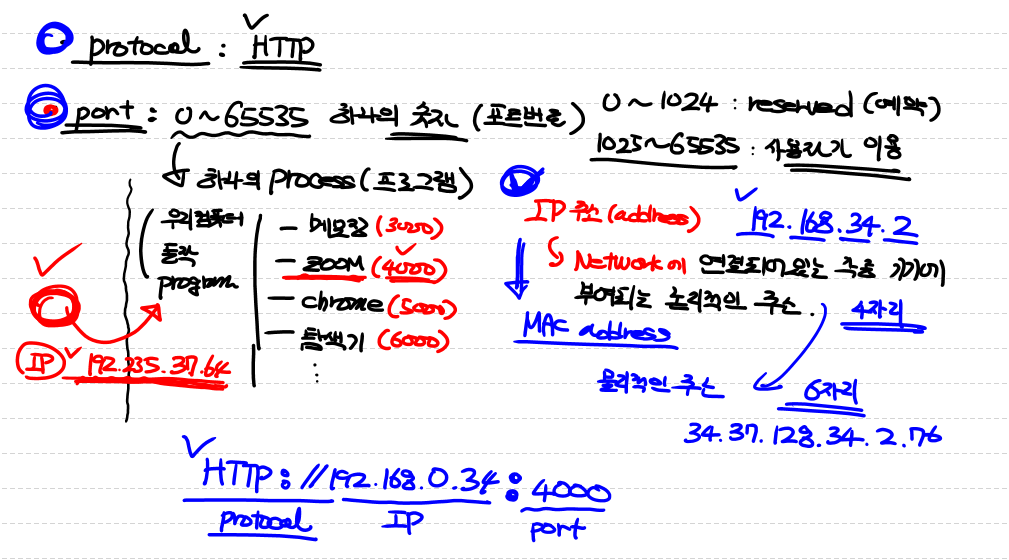 protocol : HTTP
port : 0~65535 하나의 숫자 (포트번호)
0 ~ 1024 : reserved (예약)
1025~65535 : 사용자가 이용
하나의 Process (프로그램)
우리컴퓨터
동작
program
- 메모장 (3000)
- ZOOM (4000)
- chrome (5000)
- 탐색기 (6000)
⋮
IP 192.235.37.64
IP 주소 (address) 192.168.34.2
Network에 연결되어 있는 각종 기기에
부여되는 논리적인 주소. 4자리
MAC address
물리적인 주소 6자리
34.37.128.34.2.76
HTTP://192.168.0.34:4000
protocol IP port